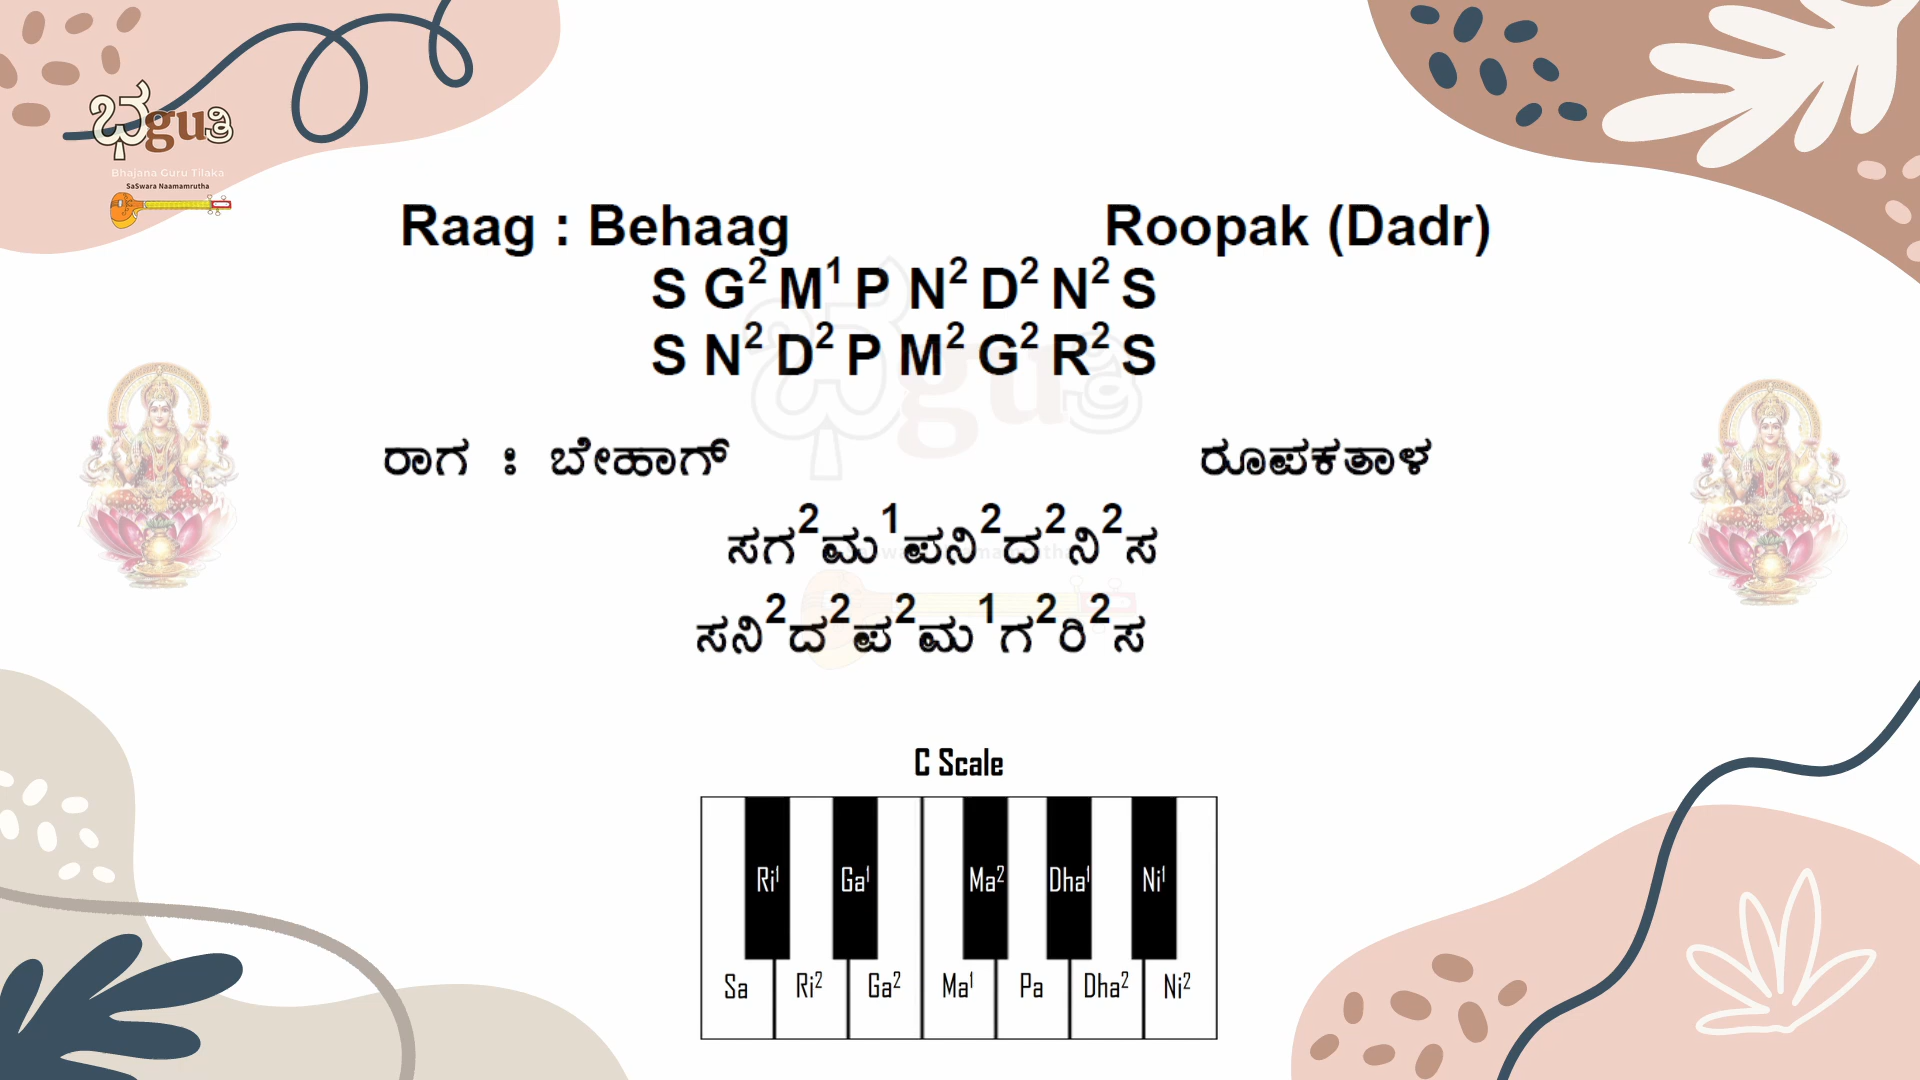 ಭguತಿ
Bhajana Guru Tilaka
SaSwara Naamamrutha
Raag : Behaag Roopak (Dadr)
S G² M¹ P N² D² N² S
S N² D² P M² G² R² S
ರಾಗ : ಬೇಹಾಗ್ ರೂಪಕತಾಳ
ಸಗ²ಮ¹ಪನಿ²ದ²ನಿ²ಸ
ಸನಿ²ದ²ಪ²ಮ¹ಗ²ರಿ²ಸ
C Scale
Ri¹ Ga¹ Ma² Dha¹ Ni¹
Sa Ri² Ga² Ma¹ Pa Dha² Ni²